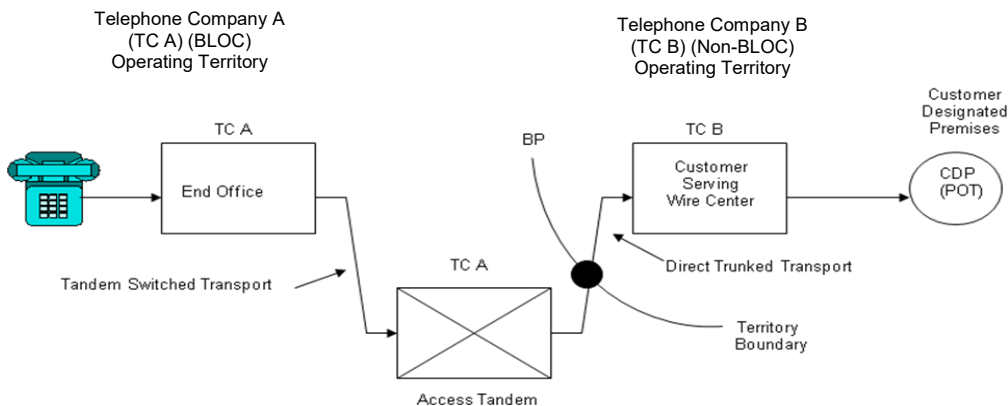 Telephone Company A
(TC A) (BLOC)
Operating Territory
Telephone Company B
(TC B) (Non-BLOC)
Operating Territory
Customer
Designated
Premises
TC A
BP
TC B
End Office
Customer
Serving
Wire Center
CDP
(POT)
Tandem Switched Transport
TC A
Direct Trunked Transport
Territory
Boundary
Access Tandem